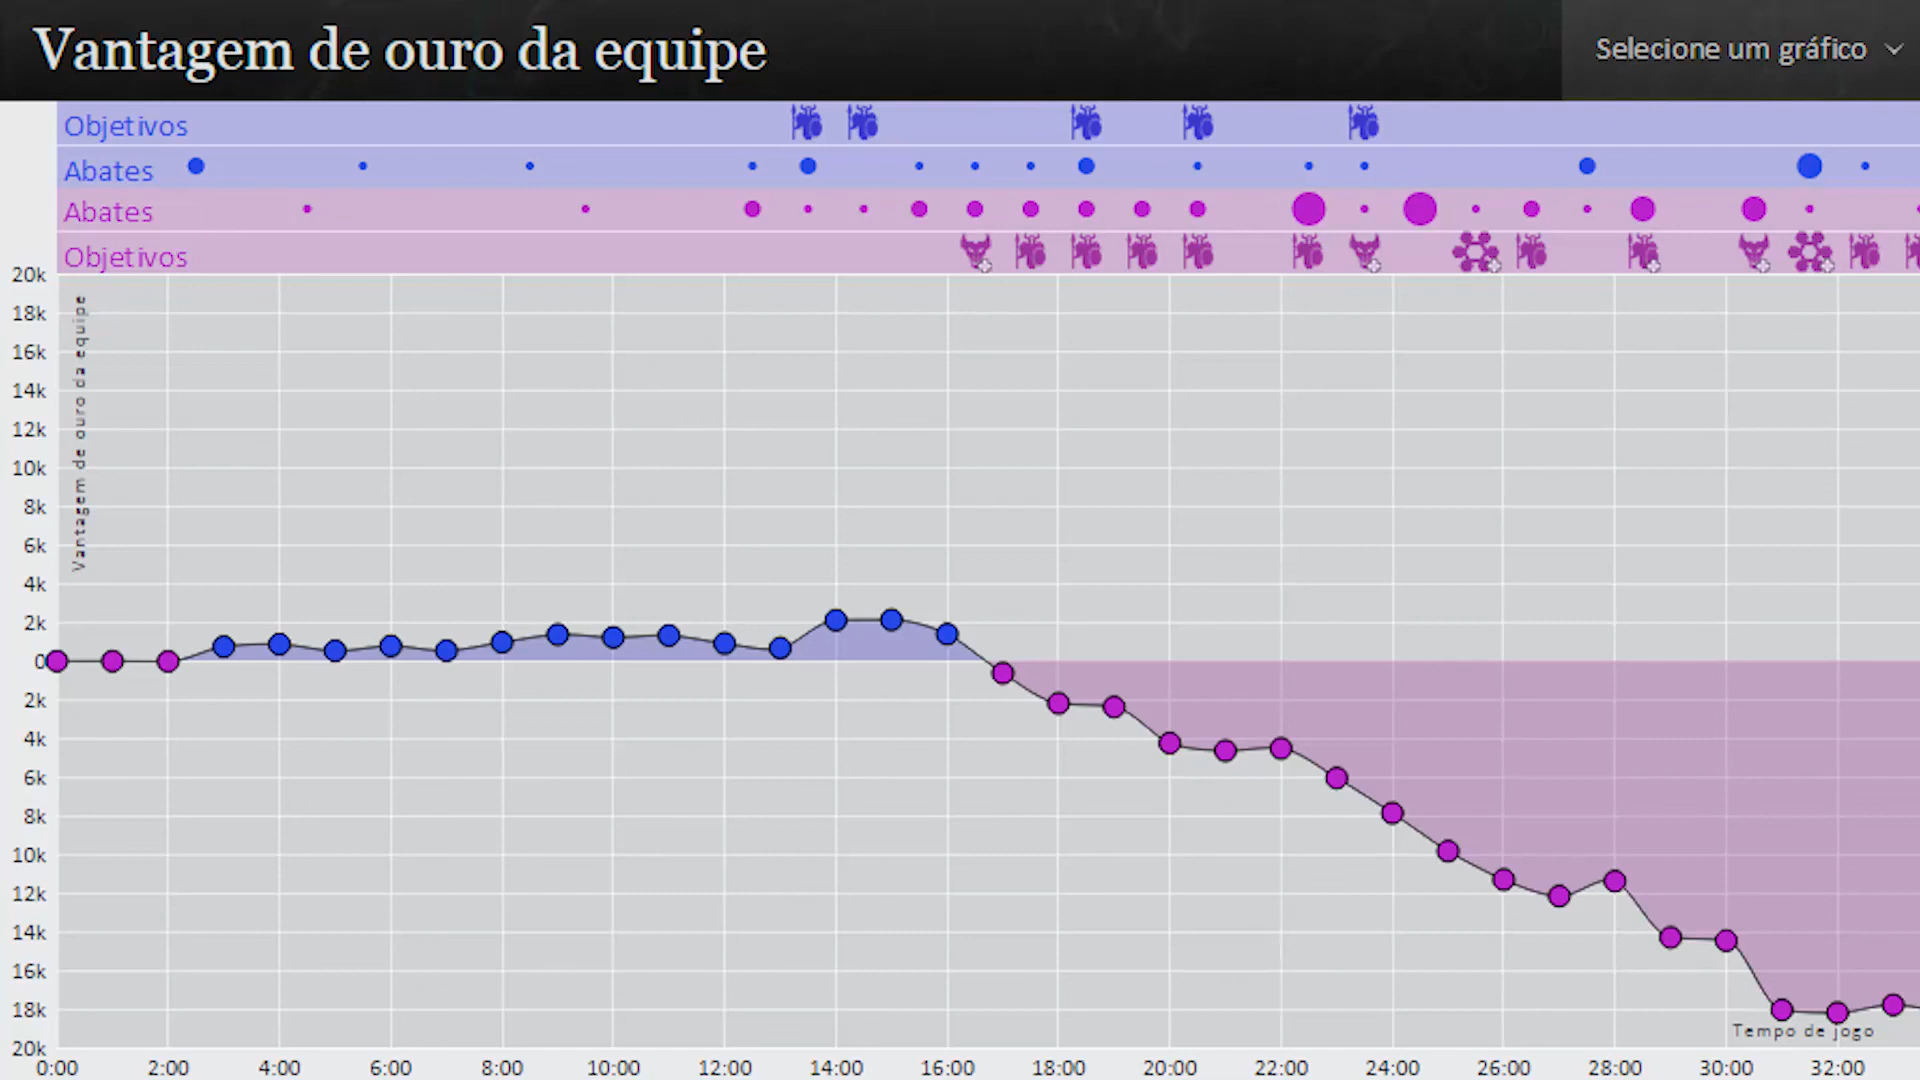 Vantagem de ouro da equipe
Selecione um gráfico
Objetivos
Abates
Abates
Objetivos
20k
18k
16k
14k
12k
10k
8k
6k
4k
2k
0
2k
4k
6k
8k
10k
12k
14k
16k
18k
20k
Vantagem de ouro da equipe
Tempo de jogo
0:00 2:00 4:00 6:00 8:00 10:00 12:00 14:00 16:00 18:00 20:00 22:00 24:00 26:00 28:00 30:00 32:00